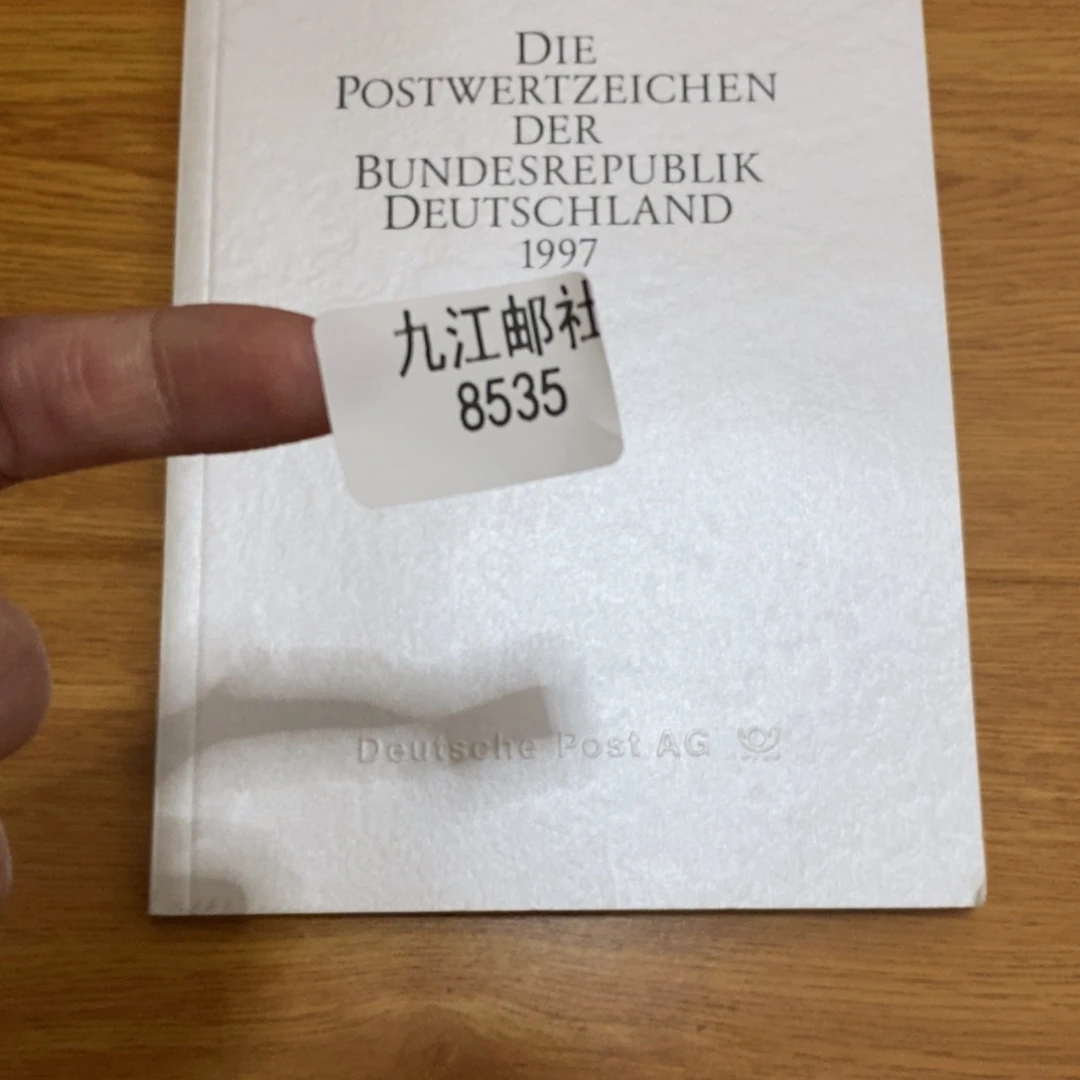 DIE
POSTWERTZEICHEN
DER
BUNDESREPUBLIK
DEUTSCHLAND
1997
九江邮社
8535
Deutsche Post AG